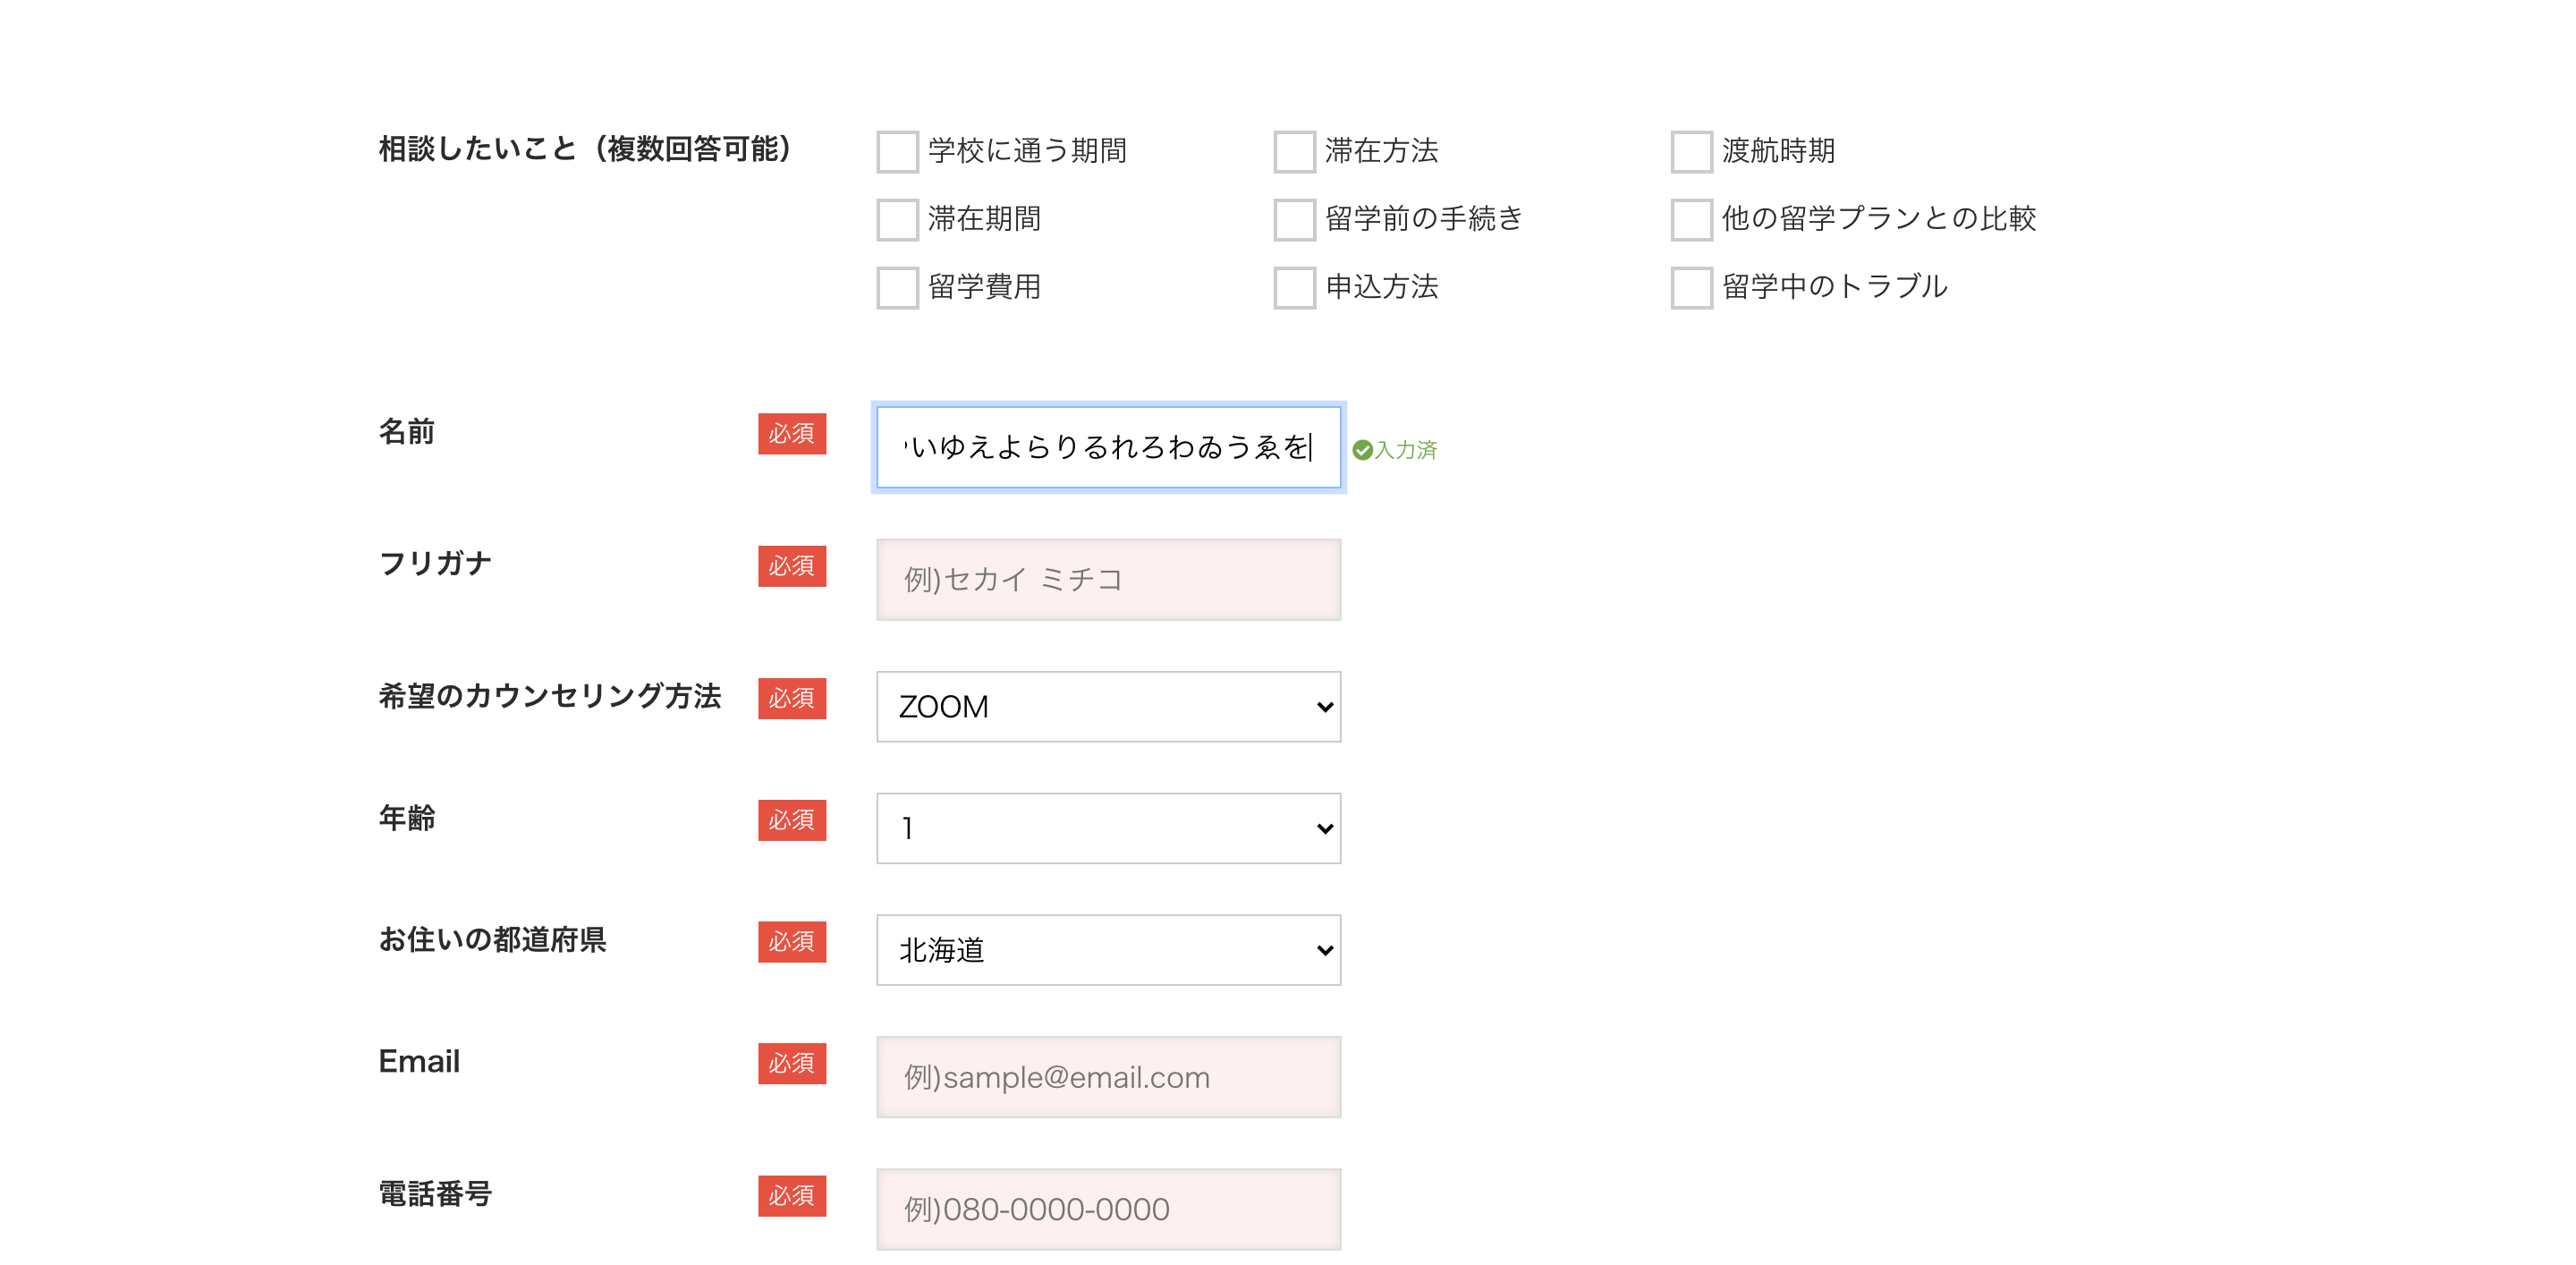 相談したいこと（複数回答可能）
学校に通う期間 滞在方法 渡航時期
滞在期間 留学前の手続き 他の留学プランとの比較
留学費用 申込方法 留学中のトラブル
名前 必須 いゆえよらりるれろわゐうゑを 入力済
フリガナ 必須 例)セカイ ミチコ
希望のカウンセリング方法 必須 ZOOM
年齢 必須 1
お住いの都道府県 必須 北海道
Email 必須 例)sample@email.com
電話番号 必須 例)080-0000-0000